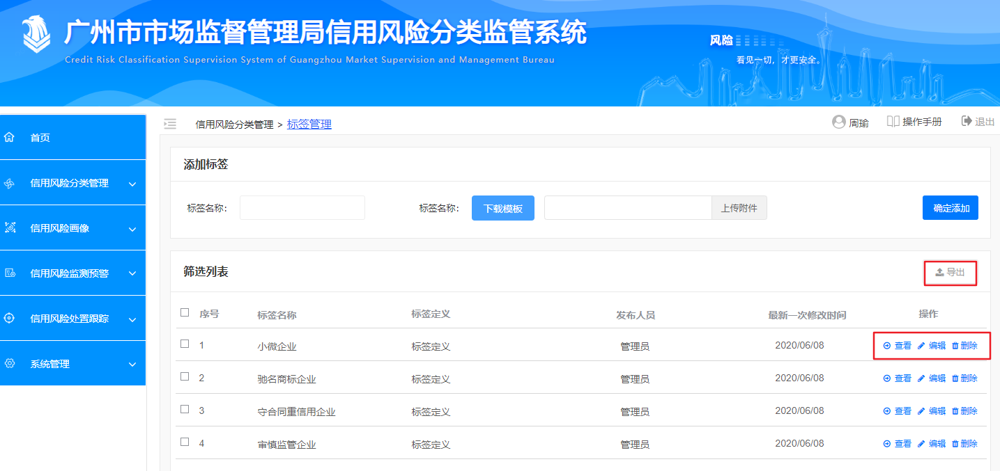 广州市市场监督管理局信用风险分类监管系统
Credit Risk Classification Supervision System of Guangzhou Market Supervision and Management Bureau
风险
看见一切，才更安全。
首页
信用风险分类管理
信用风险画像
信用风险监测预警
信用风险处置跟踪
系统管理
信用风险分类管理 > 标签管理
周瑜 操作手册 退出
添加标签
标签名称： 标签名称： 下载模板 上传附件 确定添加
筛选列表 导出
序号 标签名称 标签定义 发布人员 最新一次修改时间 操作
1 小微企业 标签定义 管理员 2020/06/08 查看 编辑 删除
2 驰名商标企业 标签定义 管理员 2020/06/08 查看 编辑 删除
3 守合同重信用企业 标签定义 管理员 2020/06/08 查看 编辑 删除
4 审慎监管企业 标签定义 管理员 2020/06/08 查看 编辑 删除